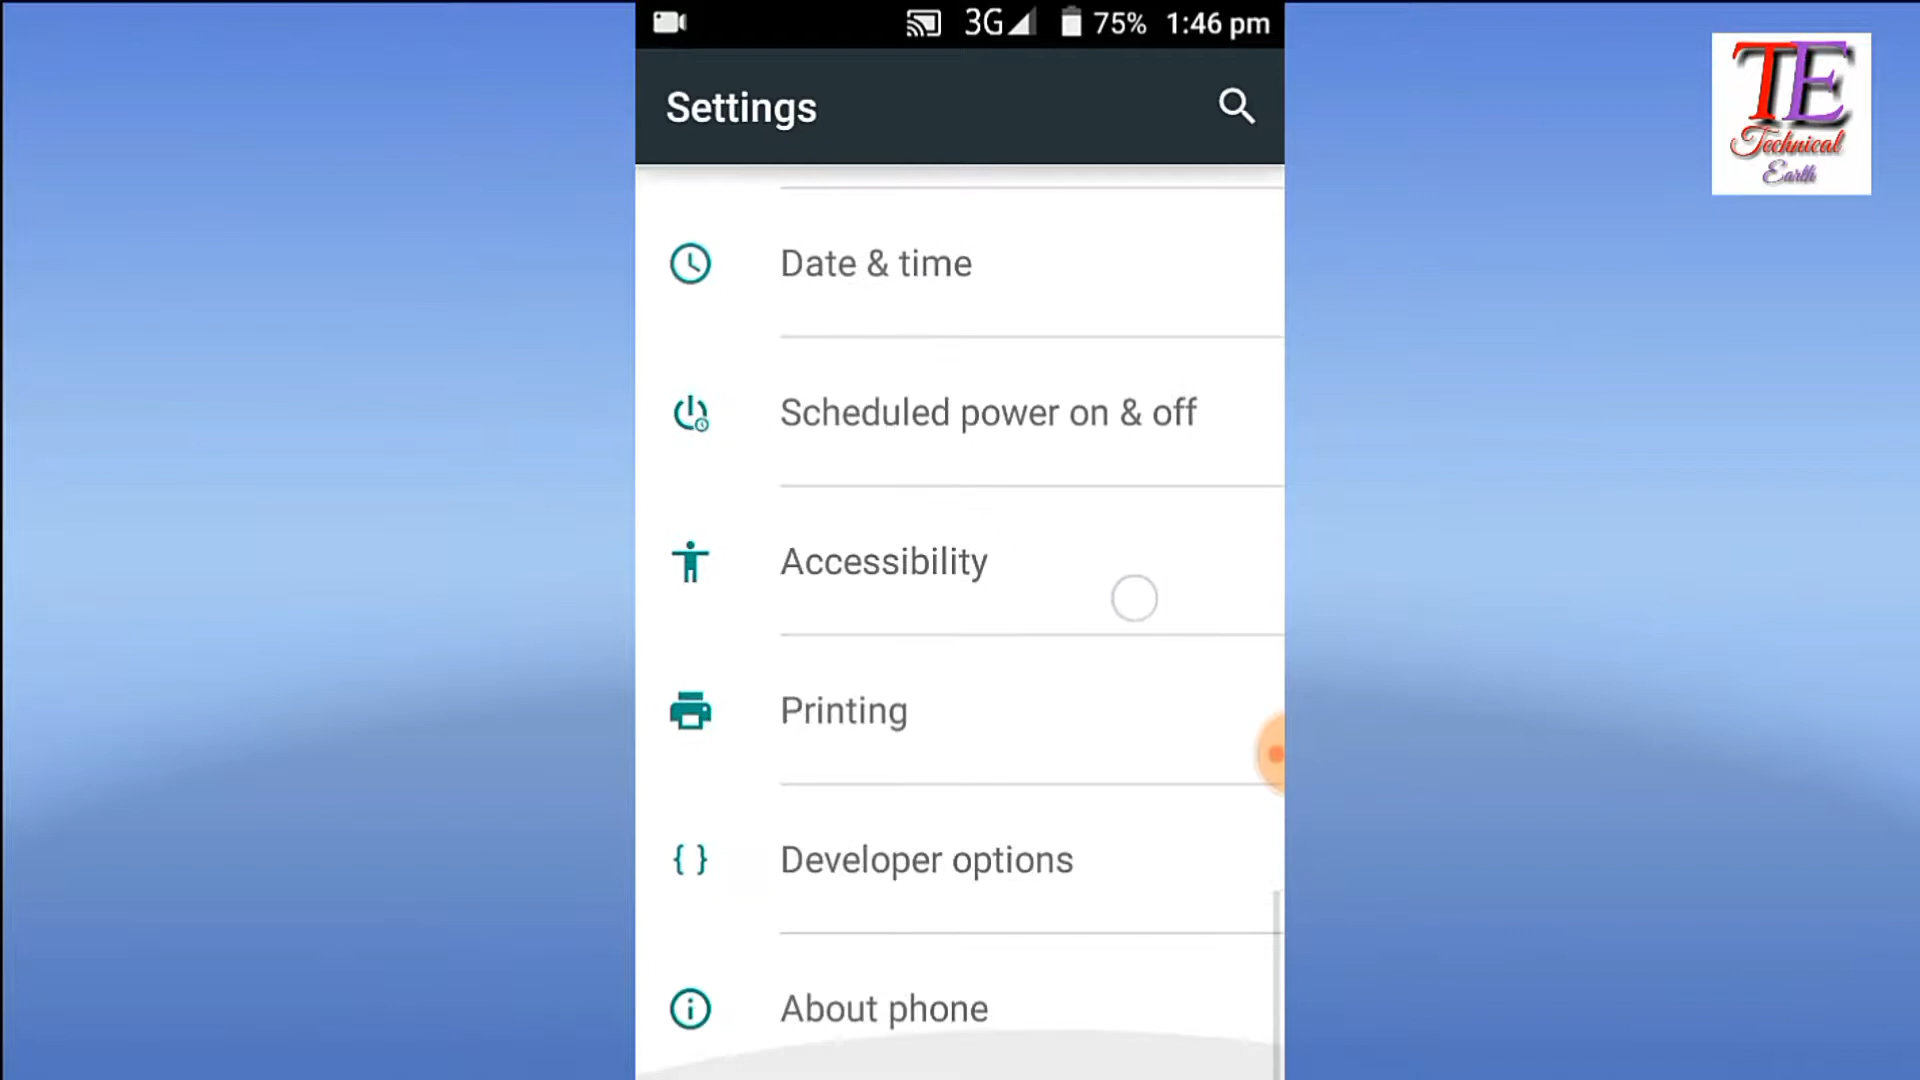 3G 75% 1:46 pm
Settings
TE
Technical
Earth
Date & time
Scheduled power on & off
Accessibility
Printing
{ } Developer options
About phone